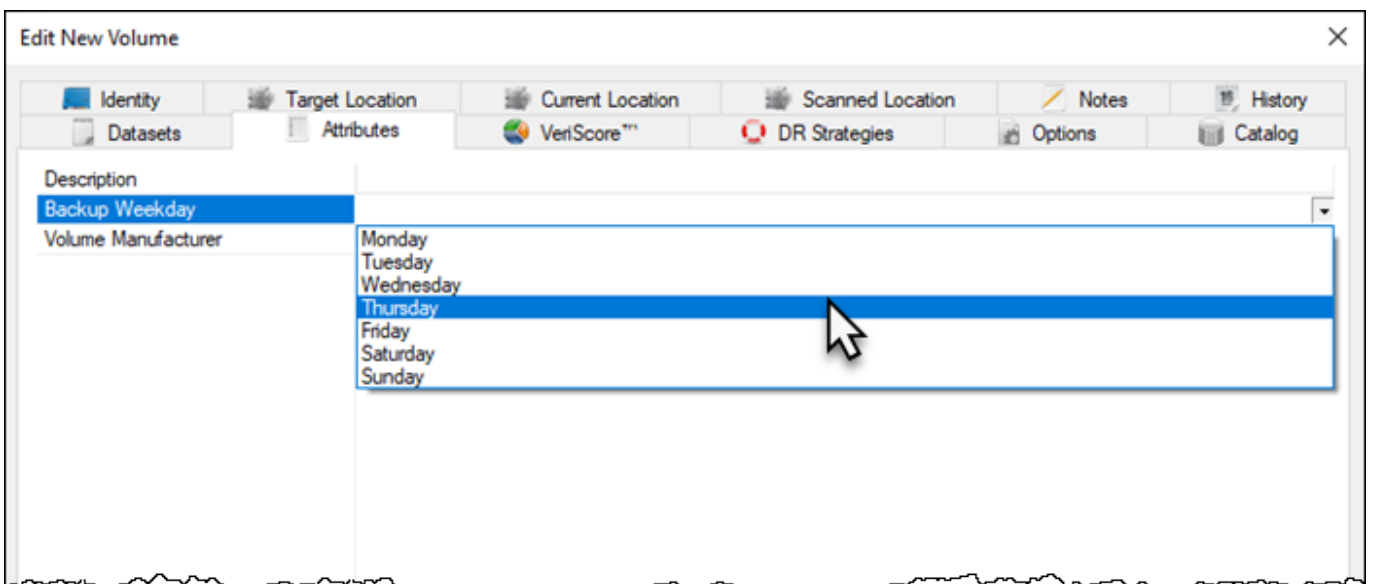 Edit New Volume
Identity Target Location Current Location Scanned Location Notes History
Datasets Attributes VeriScore™ DR Strategies Options Catalog
Description
Backup Weekday
Volume Manufacturer
Monday
Tuesday
Wednesday
Thursday
Friday
Saturday
Sunday